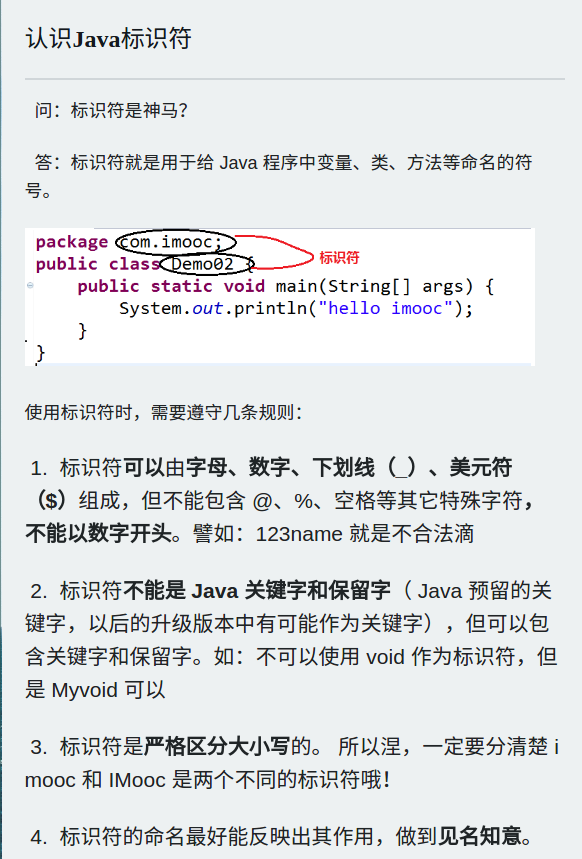 认识Java标识符
问：标识符是神马？
答：标识符就是用于给 Java 程序中变量、类、方法等命名的符
号。
package com.imooc;
public class Demo02 {
标识符
public static void main(String[] args) {
System.out.println("hello imooc");
}
}
使用标识符时，需要遵守几条规则：
1. 标识符可以由字母、数字、下划线（_）、美元符
（$）组成，但不能包含 @、%、空格等其它特殊字符，
不能以数字开头。譬如：123name 就是不合法滴
2. 标识符不能是 Java 关键字和保留字（ Java 预留的关
键字，以后的升级版本中有可能作为关键字），但可以包
含关键字和保留字。如：不可以使用 void 作为标识符，但
是 Myvoid 可以
3. 标识符是严格区分大小写的。 所以涅，一定要分清楚 i
mooc 和 IMooc 是两个不同的标识符哦！
4. 标识符的命名最好能反映出其作用，做到见名知意。